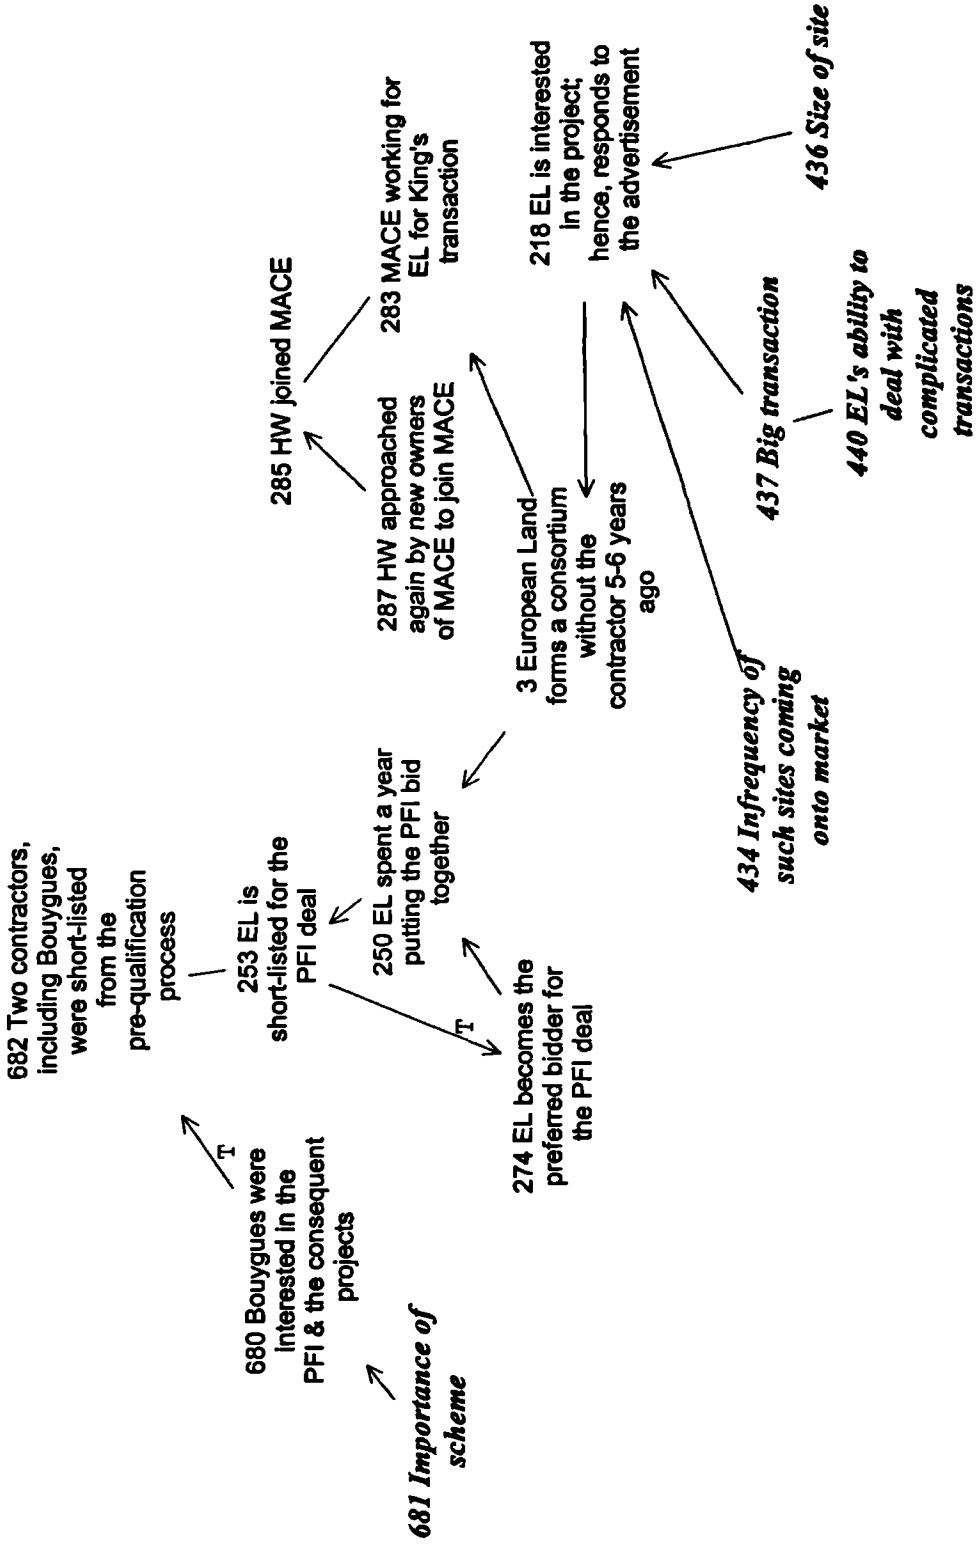 682 Two contractors,
including Bouygues,
were short-listed
from the
pre-qualification
process
T
680 Bouygues were
interested in the
PFI & the consequent
projects
681 Importance of
scheme
253 EL is
short-listed for the
PFI deal
T
274 EL becomes the
preferred bidder for
the PFI deal
250 EL spent a year
putting the PFI bid
together
285 HW joined MACE
287 HW approached
again by new owners
of MACE to join MACE
283 MACE working for
EL for King's
transaction
3 European Land
forms a consortium
without the
contractor 5-6 years
ago
218 EL is interested
in the project;
hence, responds to
the advertisement
434 Infrequency of
such sites coming
onto market
437 Big transaction
440 EL's ability to
deal with
complicated
transactions
436 Size of site